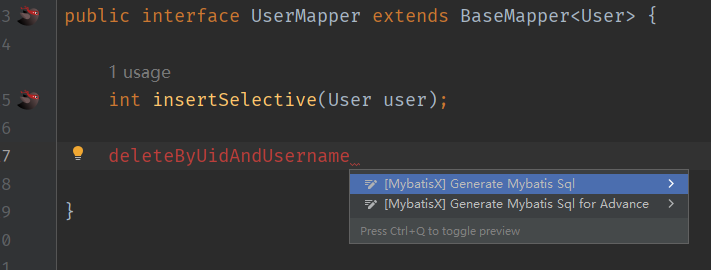 3 public interface UserMapper extends BaseMapper<User> {
4
1 usage
5 int insertSelective(User user);
6
7 deleteByUidAndUsername
[MybatisX] Generate Mybatis Sql
8 [MybatisX] Generate Mybatis Sql for Advance
9 }
Press Ctrl+Q to toggle preview
0
1